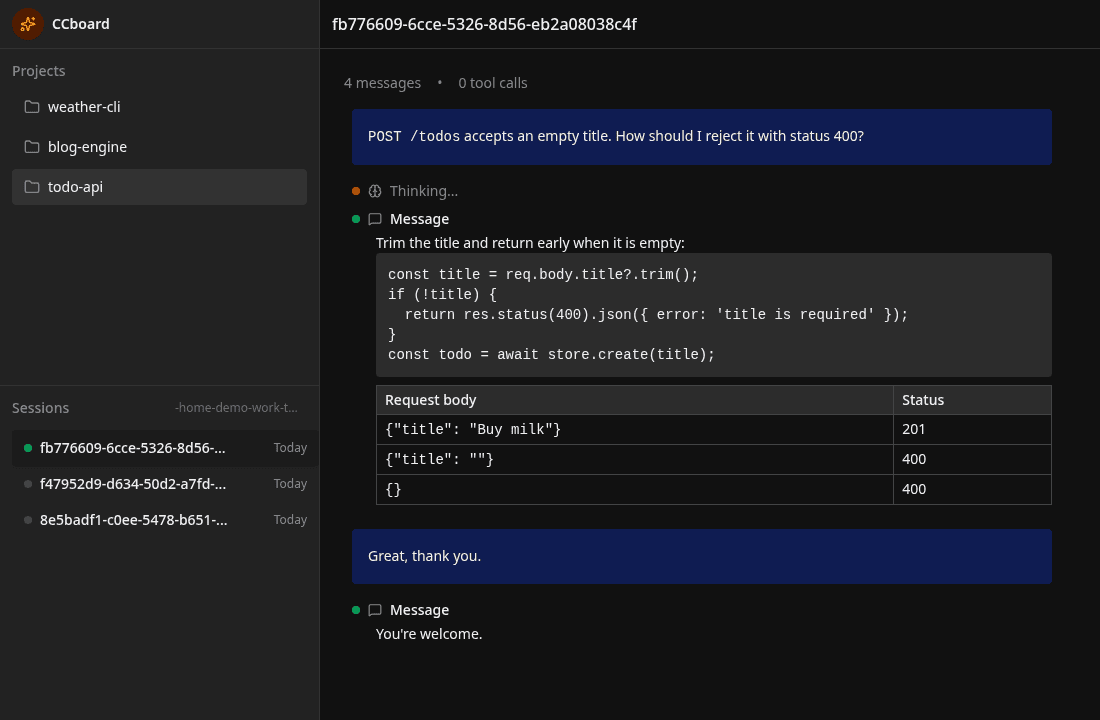 CCboard
Projects
weather-cli
blog-engine
todo-api
Sessions -home-demo-work-t...
fb776609-6cce-5326-8d56-... Today
f47952d9-d634-50d2-a7fd-... Today
8e5badf1-c0ee-5478-b651-... Today
fb776609-6cce-5326-8d56-eb2a08038c4f
4 messages • 0 tool calls
POST /todos accepts an empty title. How should I reject it with status 400?
Thinking...
Message
Trim the title and return early when it is empty:
const title = req.body.title?.trim();
if (!title) {
  return res.status(400).json({ error: 'title is required' });
}
const todo = await store.create(title);
Request body Status
{"title": "Buy milk"} 201
{"title": ""} 400
{} 400
Great, thank you.
Message
You're welcome.